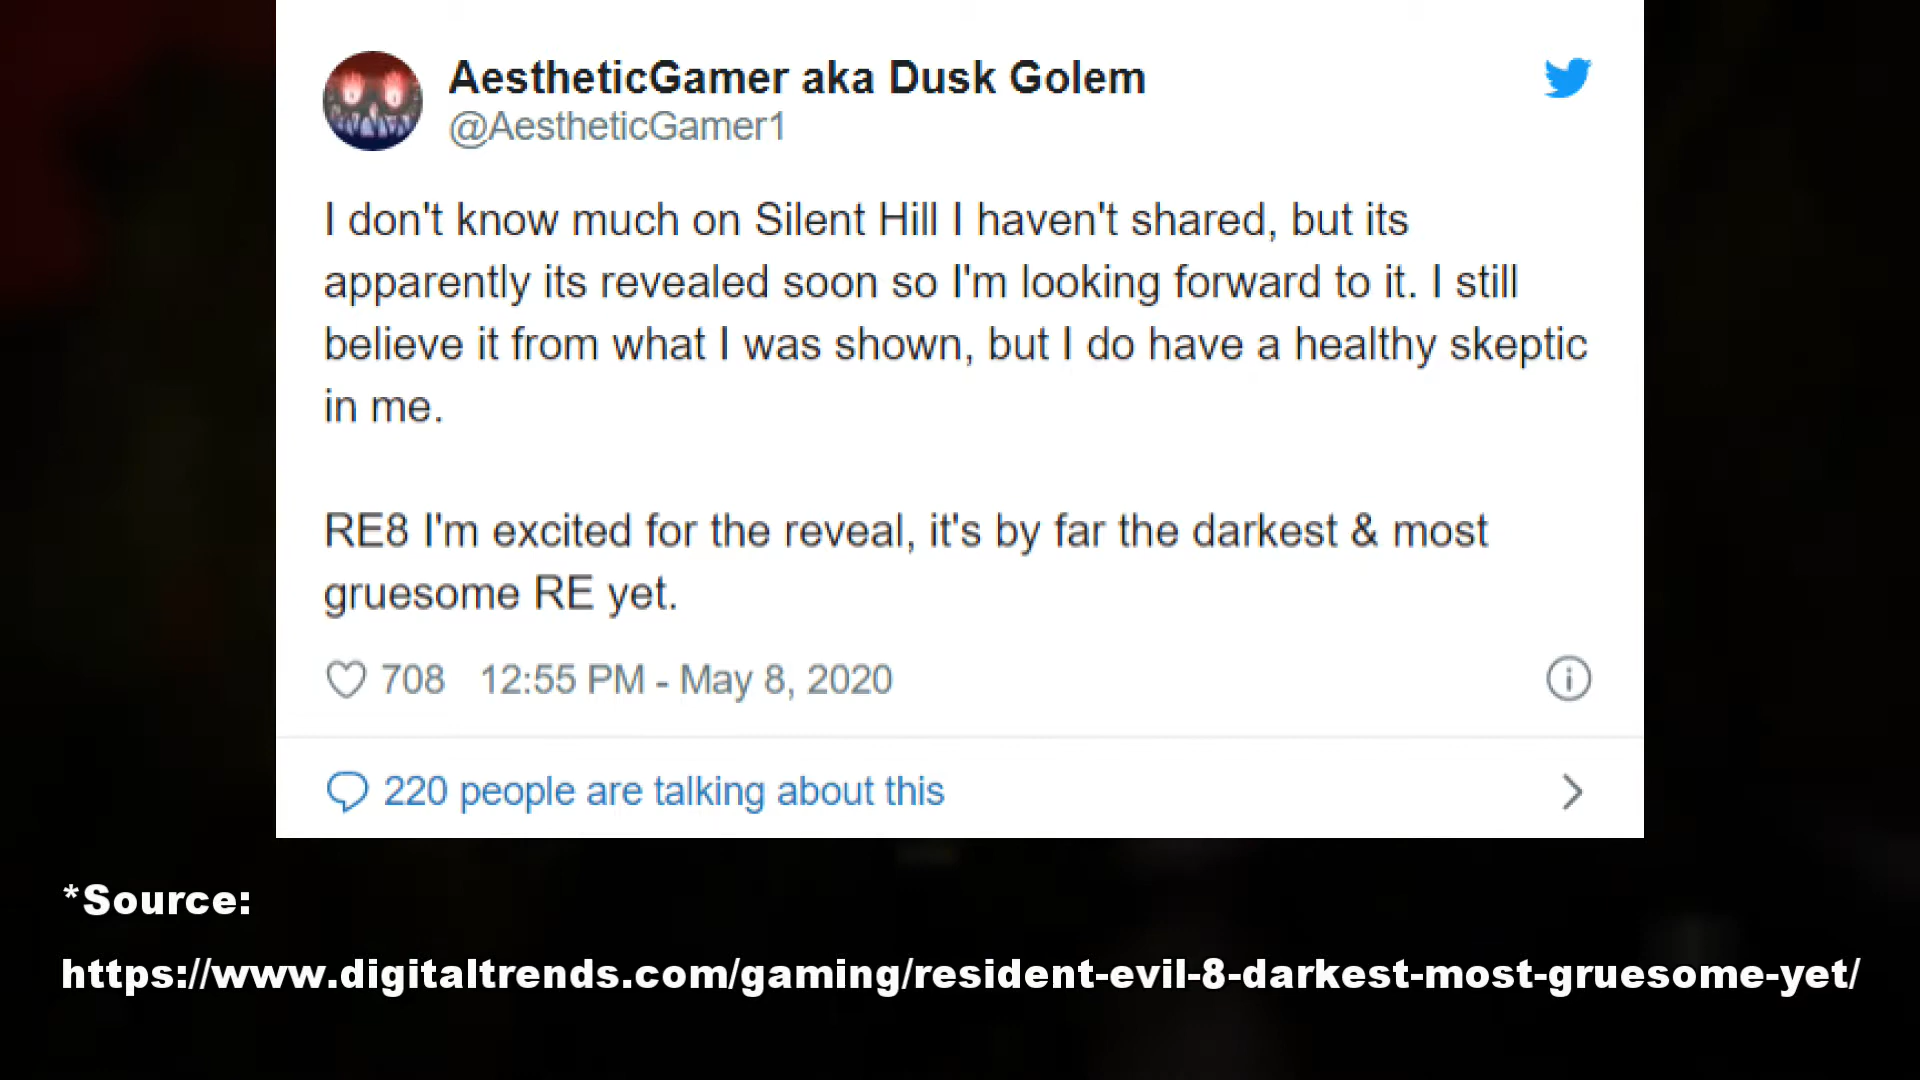 AestheticGamer aka Dusk Golem
@AestheticGamer1
I don't know much on Silent Hill I haven't shared, but its
apparently its revealed soon so I'm looking forward to it. I still
believe it from what I was shown, but I do have a healthy skeptic
in me.
RE8 I'm excited for the reveal, it's by far the darkest & most
gruesome RE yet.
708 12:55 PM - May 8, 2020
220 people are talking about this
*Source:
https://www.digitaltrends.com/gaming/resident-evil-8-darkest-most-gruesome-yet/